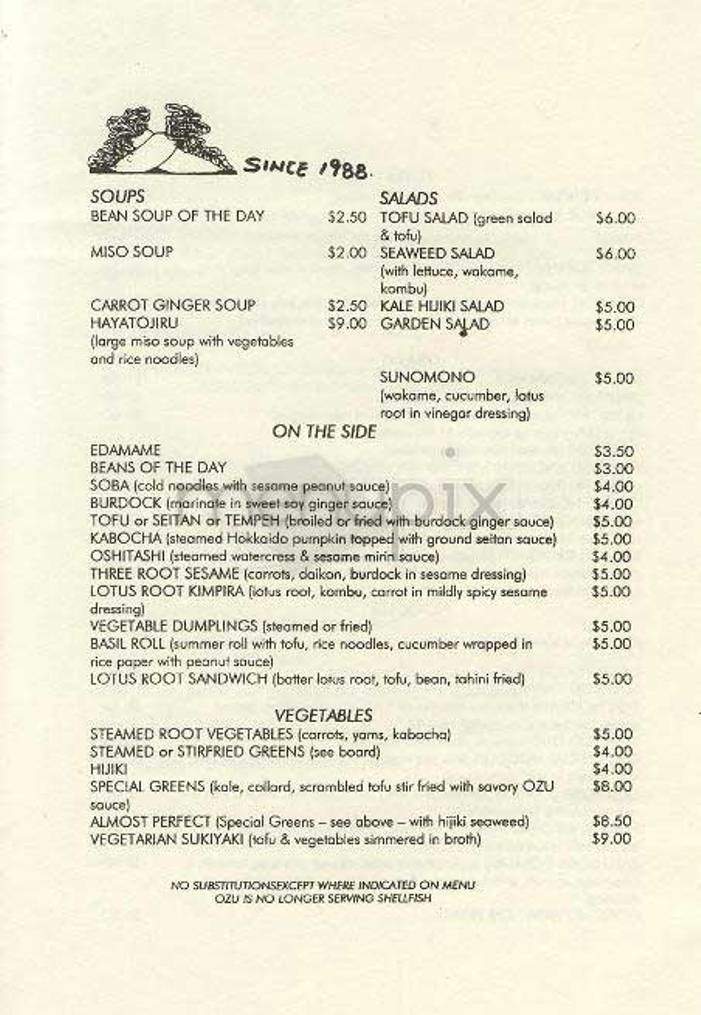 SINCE 1988.
SOUPS
BEAN SOUP OF THE DAY $2.50
MISO SOUP $2.00
CARROT GINGER SOUP $2.50
HAYATOJIRU $9.00
(large miso soup with vegetables
and rice noodles)
SALADS
TOFU SALAD (green salad $6.00
& tofu)
SEAWEED SALAD $6.00
(with lettuce, wakame,
kombu)
KALE HIJIKI SALAD $5.00
GARDEN SALAD $5.00
SUNOMONO $5.00
(wakame, cucumber, lotus
root in vinegar dressing)
ON THE SIDE
EDAMAME $3.50
BEANS OF THE DAY $3.00
SOBA (cold noodles with sesame peanut sauce) $4.00
BURDOCK (marinate in sweet soy ginger sauce) $4.00
TOFU or SEITAN or TEMPEH (broiled or fried with burdock ginger sauce) $5.00
KABOCHA (steamed Hokkaido pumpkin topped with ground seitan sauce) $5.00
OSHITASHI (steamed watercress & sesame mirin sauce) $4.00
THREE ROOT SESAME (carrots, daikon, burdock in sesame dressing) $5.00
LOTUS ROOT KIMPIRA (lotus root, kombu, carrot in mildly spicy sesame $5.00
dressing)
VEGETABLE DUMPLINGS (steamed or fried) $5.00
BASIL ROLL (summer roll with tofu, rice noodles, cucumber wrapped in $5.00
rice paper with peanut sauce)
LOTUS ROOT SANDWICH (batter lotus root, tofu, bean, tahini fried) $5.00
VEGETABLES
STEAMED ROOT VEGETABLES (carrots, yams, kabocha) $5.00
STEAMED or STIRFRIED GREENS (see board) $4.00
HIJIKI $4.00
SPECIAL GREENS (kale, collard, scrambled tofu stir fried with savory OZU $8.00
sauce)
ALMOST PERFECT (Special Greens – see above – with hijiki seaweed) $8.50
VEGETARIAN SUKIYAKI (tofu & vegetables simmered in broth) $9.00
NO SUBSTITUTIONSEXCEPT WHERE INDICATED ON MENU
OZU IS NO LONGER SERVING SHELLFISH
menupix